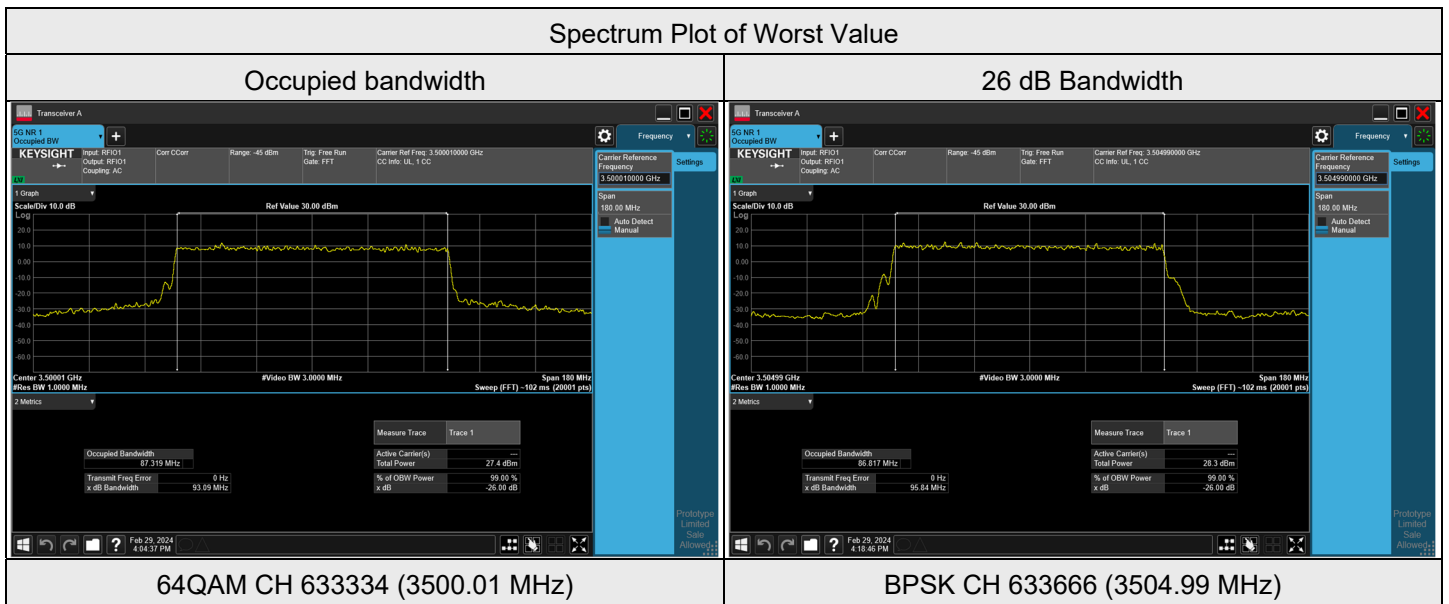 Spectrum Plot of Worst Value
Occupied bandwidth
26 dB Bandwidth
Transceiver A
5G NR 1
Occupied BW
+
Frequency
KEYSIGHT
Input: RFIO1
Output: RFIO1
Coupling: AC
Corr CCorr
Range: -45 dBm
Trig: Free Run
Gate: FFT
Carrier Ref Freq: 3.500010000 GHz
CC Info: UL, 1 CC
LXI
Carrier Reference
Frequency
3.500010000 GHz
Settings
Span
180.00 MHz
Auto Detect
Manual
1 Graph
Scale/Div 10.0 dB
Ref Value 30.00 dBm
Log
20.0
10.0
0.00
-10.0
-20.0
-30.0
-40.0
-50.0
-60.0
Center 3.50001 GHz
#Video BW 3.0000 MHz
Span 180 MHz
#Res BW 1.0000 MHz
Sweep (FFT) ~102 ms (20001 pts)
2 Metrics
Measure Trace Trace 1
Occupied Bandwidth
87.319 MHz
Active Carrier(s) ---
Total Power 27.4 dBm
Transmit Freq Error 0 Hz
x dB Bandwidth 93.09 MHz
% of OBW Power 99.00 %
x dB -26.00 dB
Prototype
Limited
Sale
Allowed
?
Feb 29, 2024
4:04:37 PM
Transceiver A
5G NR 1
Occupied BW
+
Frequency
KEYSIGHT
Input: RFIO1
Output: RFIO1
Coupling: AC
Corr CCorr
Range: -45 dBm
Trig: Free Run
Gate: FFT
Carrier Ref Freq: 3.504990000 GHz
CC Info: UL, 1 CC
LXI
Carrier Reference
Frequency
3.504990000 GHz
Settings
Span
180.00 MHz
Auto Detect
Manual
1 Graph
Scale/Div 10.0 dB
Ref Value 30.00 dBm
Log
20.0
10.0
0.00
-10.0
-20.0
-30.0
-40.0
-50.0
-60.0
Center 3.50499 GHz
#Video BW 3.0000 MHz
Span 180 MHz
#Res BW 1.0000 MHz
Sweep (FFT) ~102 ms (20001 pts)
2 Metrics
Measure Trace Trace 1
Occupied Bandwidth
86.817 MHz
Active Carrier(s) ---
Total Power 28.3 dBm
Transmit Freq Error 0 Hz
x dB Bandwidth 95.84 MHz
% of OBW Power 99.00 %
x dB -26.00 dB
Prototype
Limited
Sale
Allowed
?
Feb 29, 2024
4:18:46 PM
64QAM CH 633334 (3500.01 MHz)
BPSK CH 633666 (3504.99 MHz)